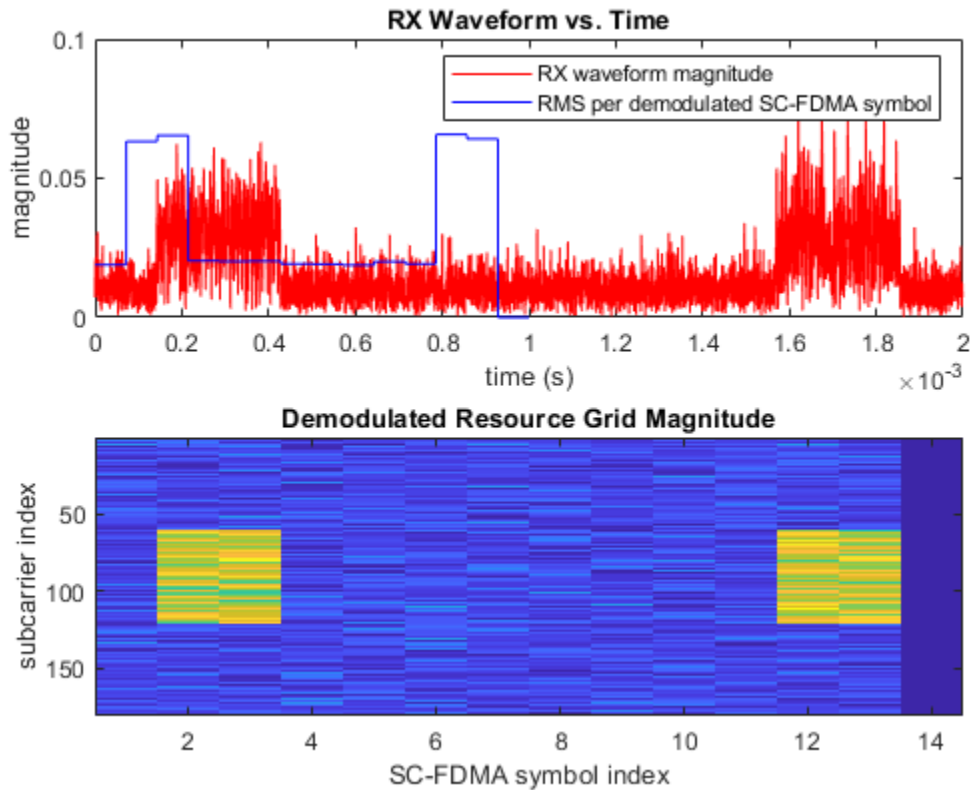 RX Waveform vs. Time
0.1
0.05
0
magnitude
RX waveform magnitude
RMS per demodulated SC-FDMA symbol
0 0.2 0.4 0.6 0.8 1 1.2 1.4 1.6 1.8 2
time (s)
×10⁻³
Demodulated Resource Grid Magnitude
50
100
150
subcarrier index
2 4 6 8 10 12 14
SC-FDMA symbol index